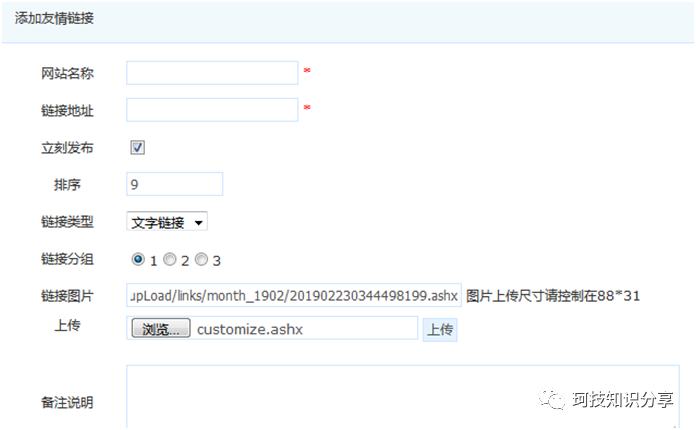 添加友情链接
网站名称 *
链接地址 *
立刻发布
排序 9
链接类型 文字链接
链接分组 1 2 3
链接图片 upLoad/links/month_1902/201902230344498199.ashx 图片上传尺寸请控制在88*31
上传 浏览... customize.ashx 上传
备注说明
珂技知识分享